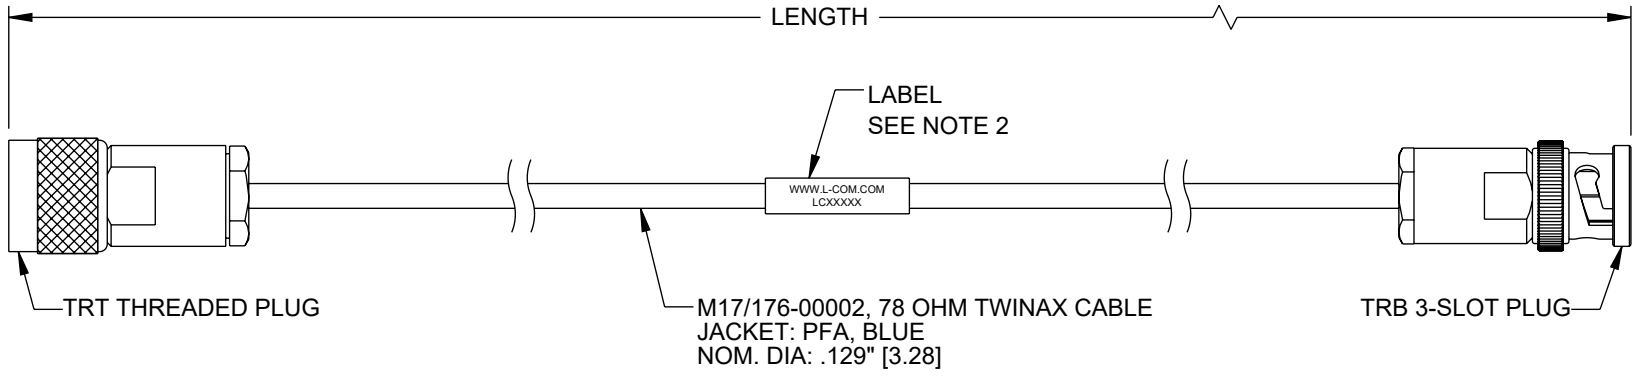 LENGTH
LABEL
SEE NOTE 2
WWW.L-COM.COM
LCXXXXX
TRT THREADED PLUG
M17/176-00002, 78 OHM TWINAX CABLE
JACKET: PFA, BLUE
NOM. DIA: .129" [3.28]
TRB 3-SLOT PLUG